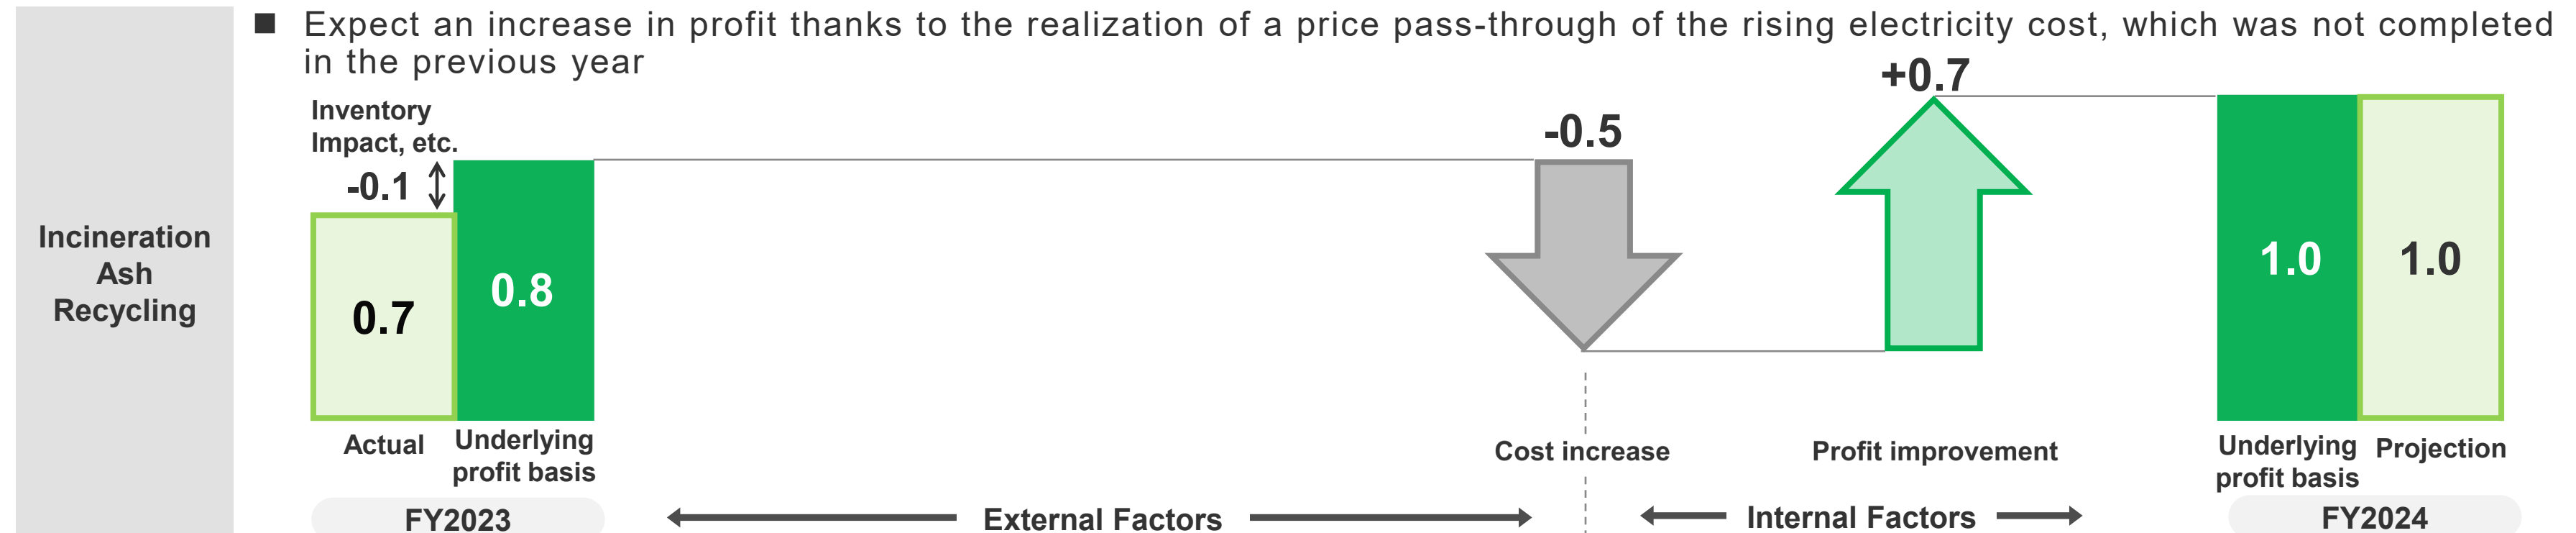 ■ Expect an increase in profit thanks to the realization of a price pass-through of the rising electricity cost, which was not completed
in the previous year
Incineration
Ash
Recycling
Inventory
Impact, etc.
-0.1
0.7
0.8
-0.5
+0.7
1.0
1.0
Actual
Underlying
profit basis
Cost increase
Profit improvement
Underlying
profit basis
Projection
FY2023
External Factors
Internal Factors
FY2024